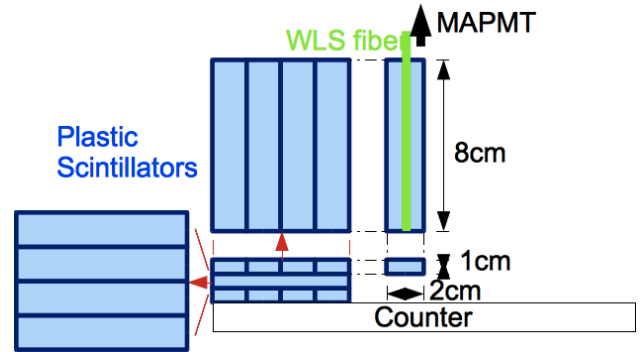 MAPMT
WLS fiber
Plastic
Scintillators
8cm
1cm
2cm
Counter